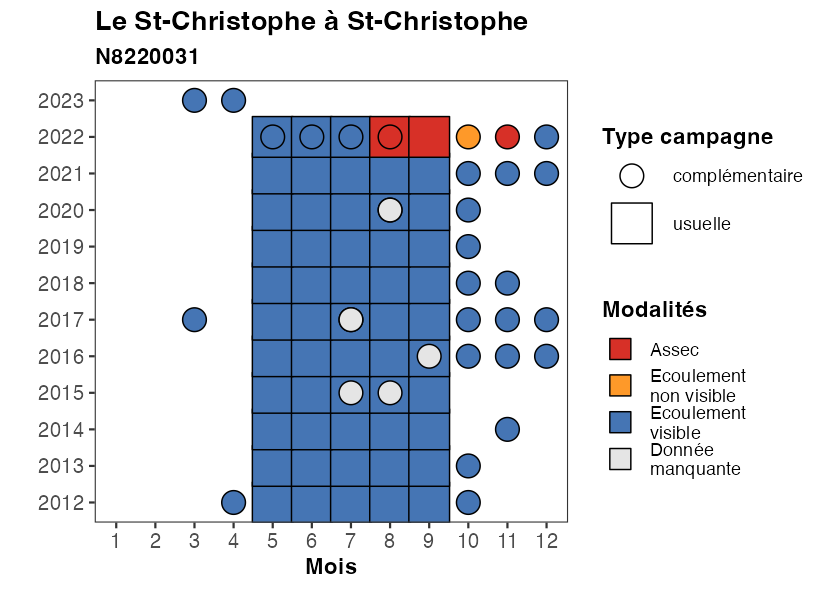 Le St-Christophe à St-Christophe
N8220031
2023
2022
2021
2020
2019
2018
2017
2016
2015
2014
2013
2012
1 2 3 4 5 6 7 8 9 10 11 12
Mois
Type campagne
complémentaire
usuelle
Modalités
Assec
Ecoulement
non visible
Ecoulement
visible
Donnée
manquante